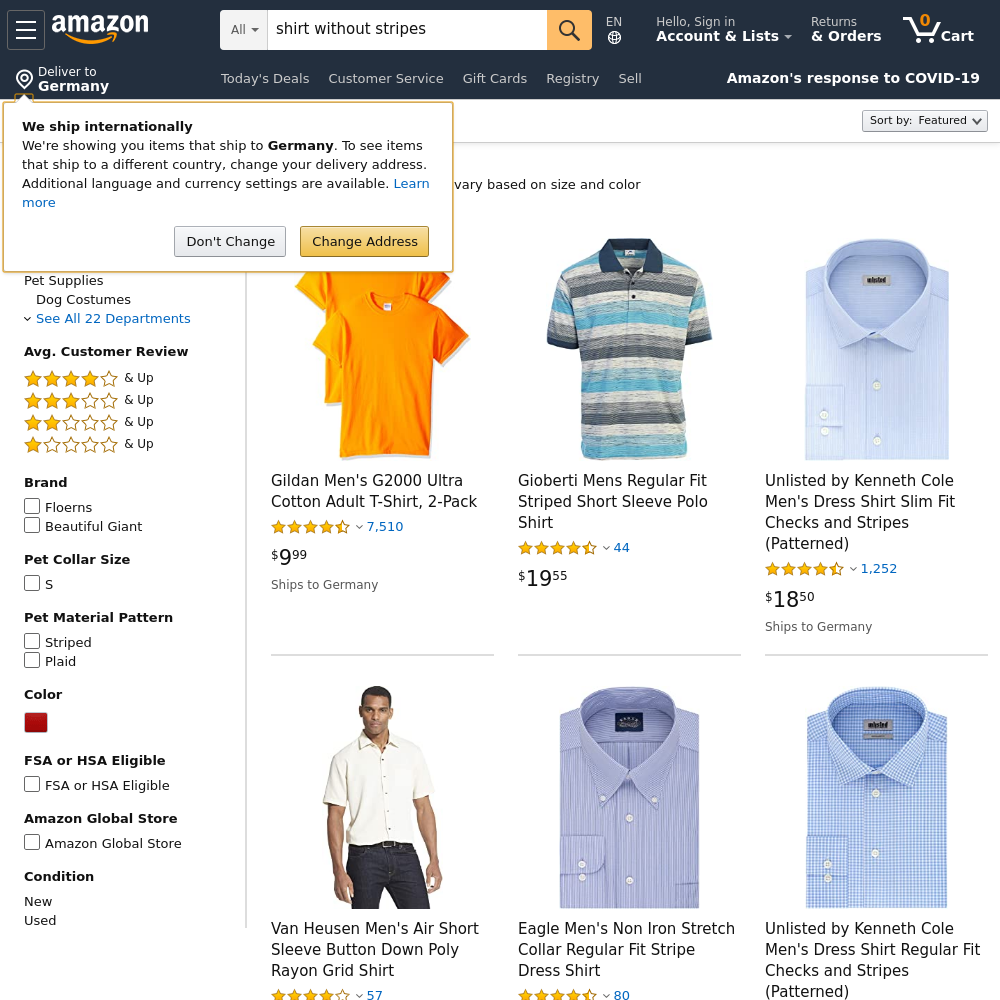 amazon
All
shirt without stripes
EN
Hello, Sign in
Account & Lists
Returns
& Orders
0
Cart
Deliver to
Germany
Today's Deals
Customer Service
Gift Cards
Registry
Sell
Amazon's response to COVID-19
We ship internationally
We're showing you items that ship to Germany. To see items
that ship to a different country, change your delivery address.
Additional language and currency settings are available. Learn
more
Don't Change
Change Address
Sort by: Featured
vary based on size and color
Pet Supplies
Dog Costumes
See All 22 Departments
Avg. Customer Review
& Up
& Up
& Up
& Up
Brand
Floerns
Beautiful Giant
Pet Collar Size
S
Pet Material Pattern
Striped
Plaid
Color
FSA or HSA Eligible
FSA or HSA Eligible
Amazon Global Store
Amazon Global Store
Condition
New
Used
Gildan Men's G2000 Ultra
Cotton Adult T-Shirt, 2-Pack
7,510
$999
Ships to Germany
Gioberti Mens Regular Fit
Striped Short Sleeve Polo
Shirt
44
$1955
unlisted
Unlisted by Kenneth Cole
Men's Dress Shirt Slim Fit
Checks and Stripes
(Patterned)
1,252
$1850
Ships to Germany
Van Heusen Men's Air Short
Sleeve Button Down Poly
Rayon Grid Shirt
57
Eagle Men's Non Iron Stretch
Collar Regular Fit Stripe
Dress Shirt
80
unlisted
Unlisted by Kenneth Cole
Men's Dress Shirt Regular Fit
Checks and Stripes
(Patterned)